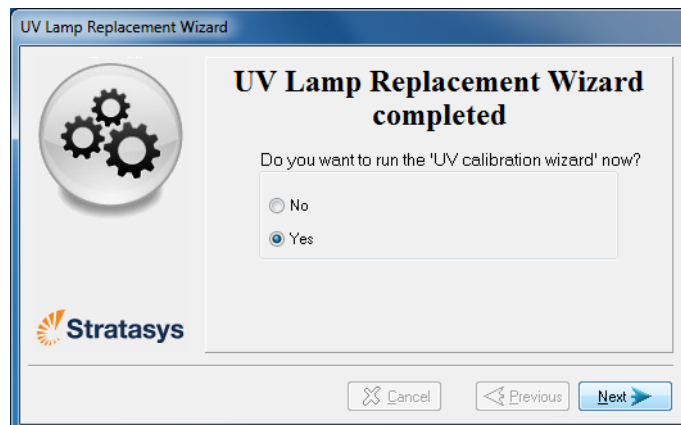 UV Lamp Replacement Wizard
UV Lamp Replacement Wizard
completed
Do you want to run the 'UV calibration wizard' now?
No
Yes
Stratasys
Cancel
Previous
Next